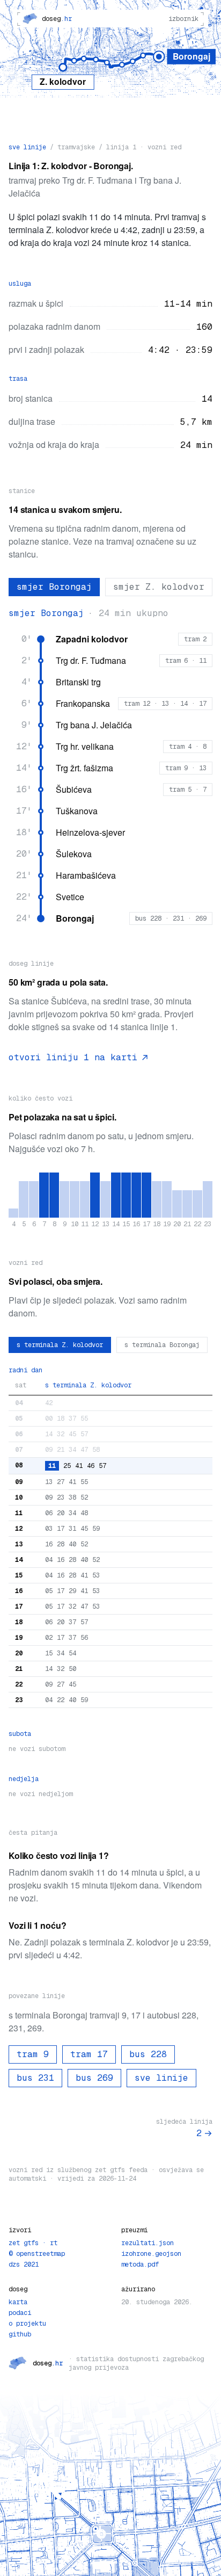 doseg.hr
izbornik
Borongaj
Z. kolodvor
sve linije / tramvajske / linija 1 · vozni red
Linija 1: Z. kolodvor - Borongaj.
tramvaj preko Trg dr. F. Tuđmana i Trg bana J.
Jelačića
U špici polazi svakih 11 do 14 minuta. Prvi tramvaj s
terminala Z. kolodvor kreće u 4:42, zadnji u 23:59, a
od kraja do kraja vozi 24 minute kroz 14 stanica.
usluga
razmak u špici 11–14 min
polazaka radnim danom 160
prvi i zadnji polazak 4:42 · 23:59
trasa
broj stanica 14
duljina trase 5,7 km
vožnja od kraja do kraja 24 min
stanice
14 stanica u svakom smjeru.
Vremena su tipična radnim danom, mjerena od
polazne stanice. Veze na tramvaj označene su uz
stanicu.
smjer Borongaj
smjer Z. kolodvor
smjer Borongaj · 24 min ukupno
0' Zapadni kolodvor tram 2
2' Trg dr. F. Tuđmana tram 6 · 11
4' Britanski trg
6' Frankopanska tram 12 · 13 · 14 · 17
9' Trg bana J. Jelačića
12' Trg hr. velikana tram 4 · 8
14' Trg žrt. fašizma tram 9 · 13
16' Šubićeva tram 5 · 7
17' Tuškanova
18' Heinzelova-sjever
20' Šulekova
21' Harambašićeva
22' Svetice
24' Borongaj bus 228 · 231 · 269
doseg linije
50 km² grada u pola sata.
Sa stanice Šubićeva, na sredini trase, 30 minuta
javnim prijevozom pokriva 50 km² grada. Provjeri
dokle stigneš sa svake od 14 stanica linije 1.
otvori liniju 1 na karti ↗
koliko često vozi
Pet polazaka na sat u špici.
Polasci radnim danom po satu, u jednom smjeru.
Najgušće vozi oko 7 h.
4 5 6 7 8 9 10 11 12 13 14 15 16 17 18 19 20 21 22 23
vozni red
Svi polasci, oba smjera.
Plavi čip je sljedeći polazak. Vozi samo radnim
danom.
s terminala Z. kolodvor
s terminala Borongaj
radni dan
sat s terminala Z. kolodvor
04 42
05 00 18 37 55
06 14 32 45 57
07 09 21 34 47 58
08 11 25 41 46 57
09 13 27 41 55
10 09 23 38 52
11 06 20 34 48
12 03 17 31 45 59
13 16 28 40 52
14 04 16 28 40 52
15 04 16 28 41 53
16 05 17 29 41 53
17 05 17 32 47 53
18 06 20 37 57
19 02 17 37 56
20 15 34 54
21 14 32 50
22 09 27 45
23 04 22 40 59
subota
ne vozi subotom
nedjelja
ne vozi nedjeljom
česta pitanja
Koliko često vozi linija 1?
Radnim danom svakih 11 do 14 minuta u špici, a u
prosjeku svakih 15 minuta tijekom dana. Vikendom
ne vozi.
Vozi li 1 noću?
Ne. Zadnji polazak s terminala Z. kolodvor je u 23:59,
prvi sljedeći u 4:42.
povezane linije
s terminala Borongaj tramvaji 9, 17 i autobusi 228,
231, 269.
tram 9
tram 17
bus 228
bus 231
bus 269
sve linije
sljedeća linija
2 →
vozni red iz službenog zet gtfs feeda · osvježava se
automatski · vrijedi za 2026-11-24
izvori
zet gtfs · rt
© openstreetmap
dzs 2021
preuzmi
rezultati.json
izohrone.geojson
metoda.pdf
doseg
karta
podaci
o projektu
github
ažurirano
20. studenoga 2026.
doseg.hr
statistika dostupnosti zagrebačkog
javnog prijevoza